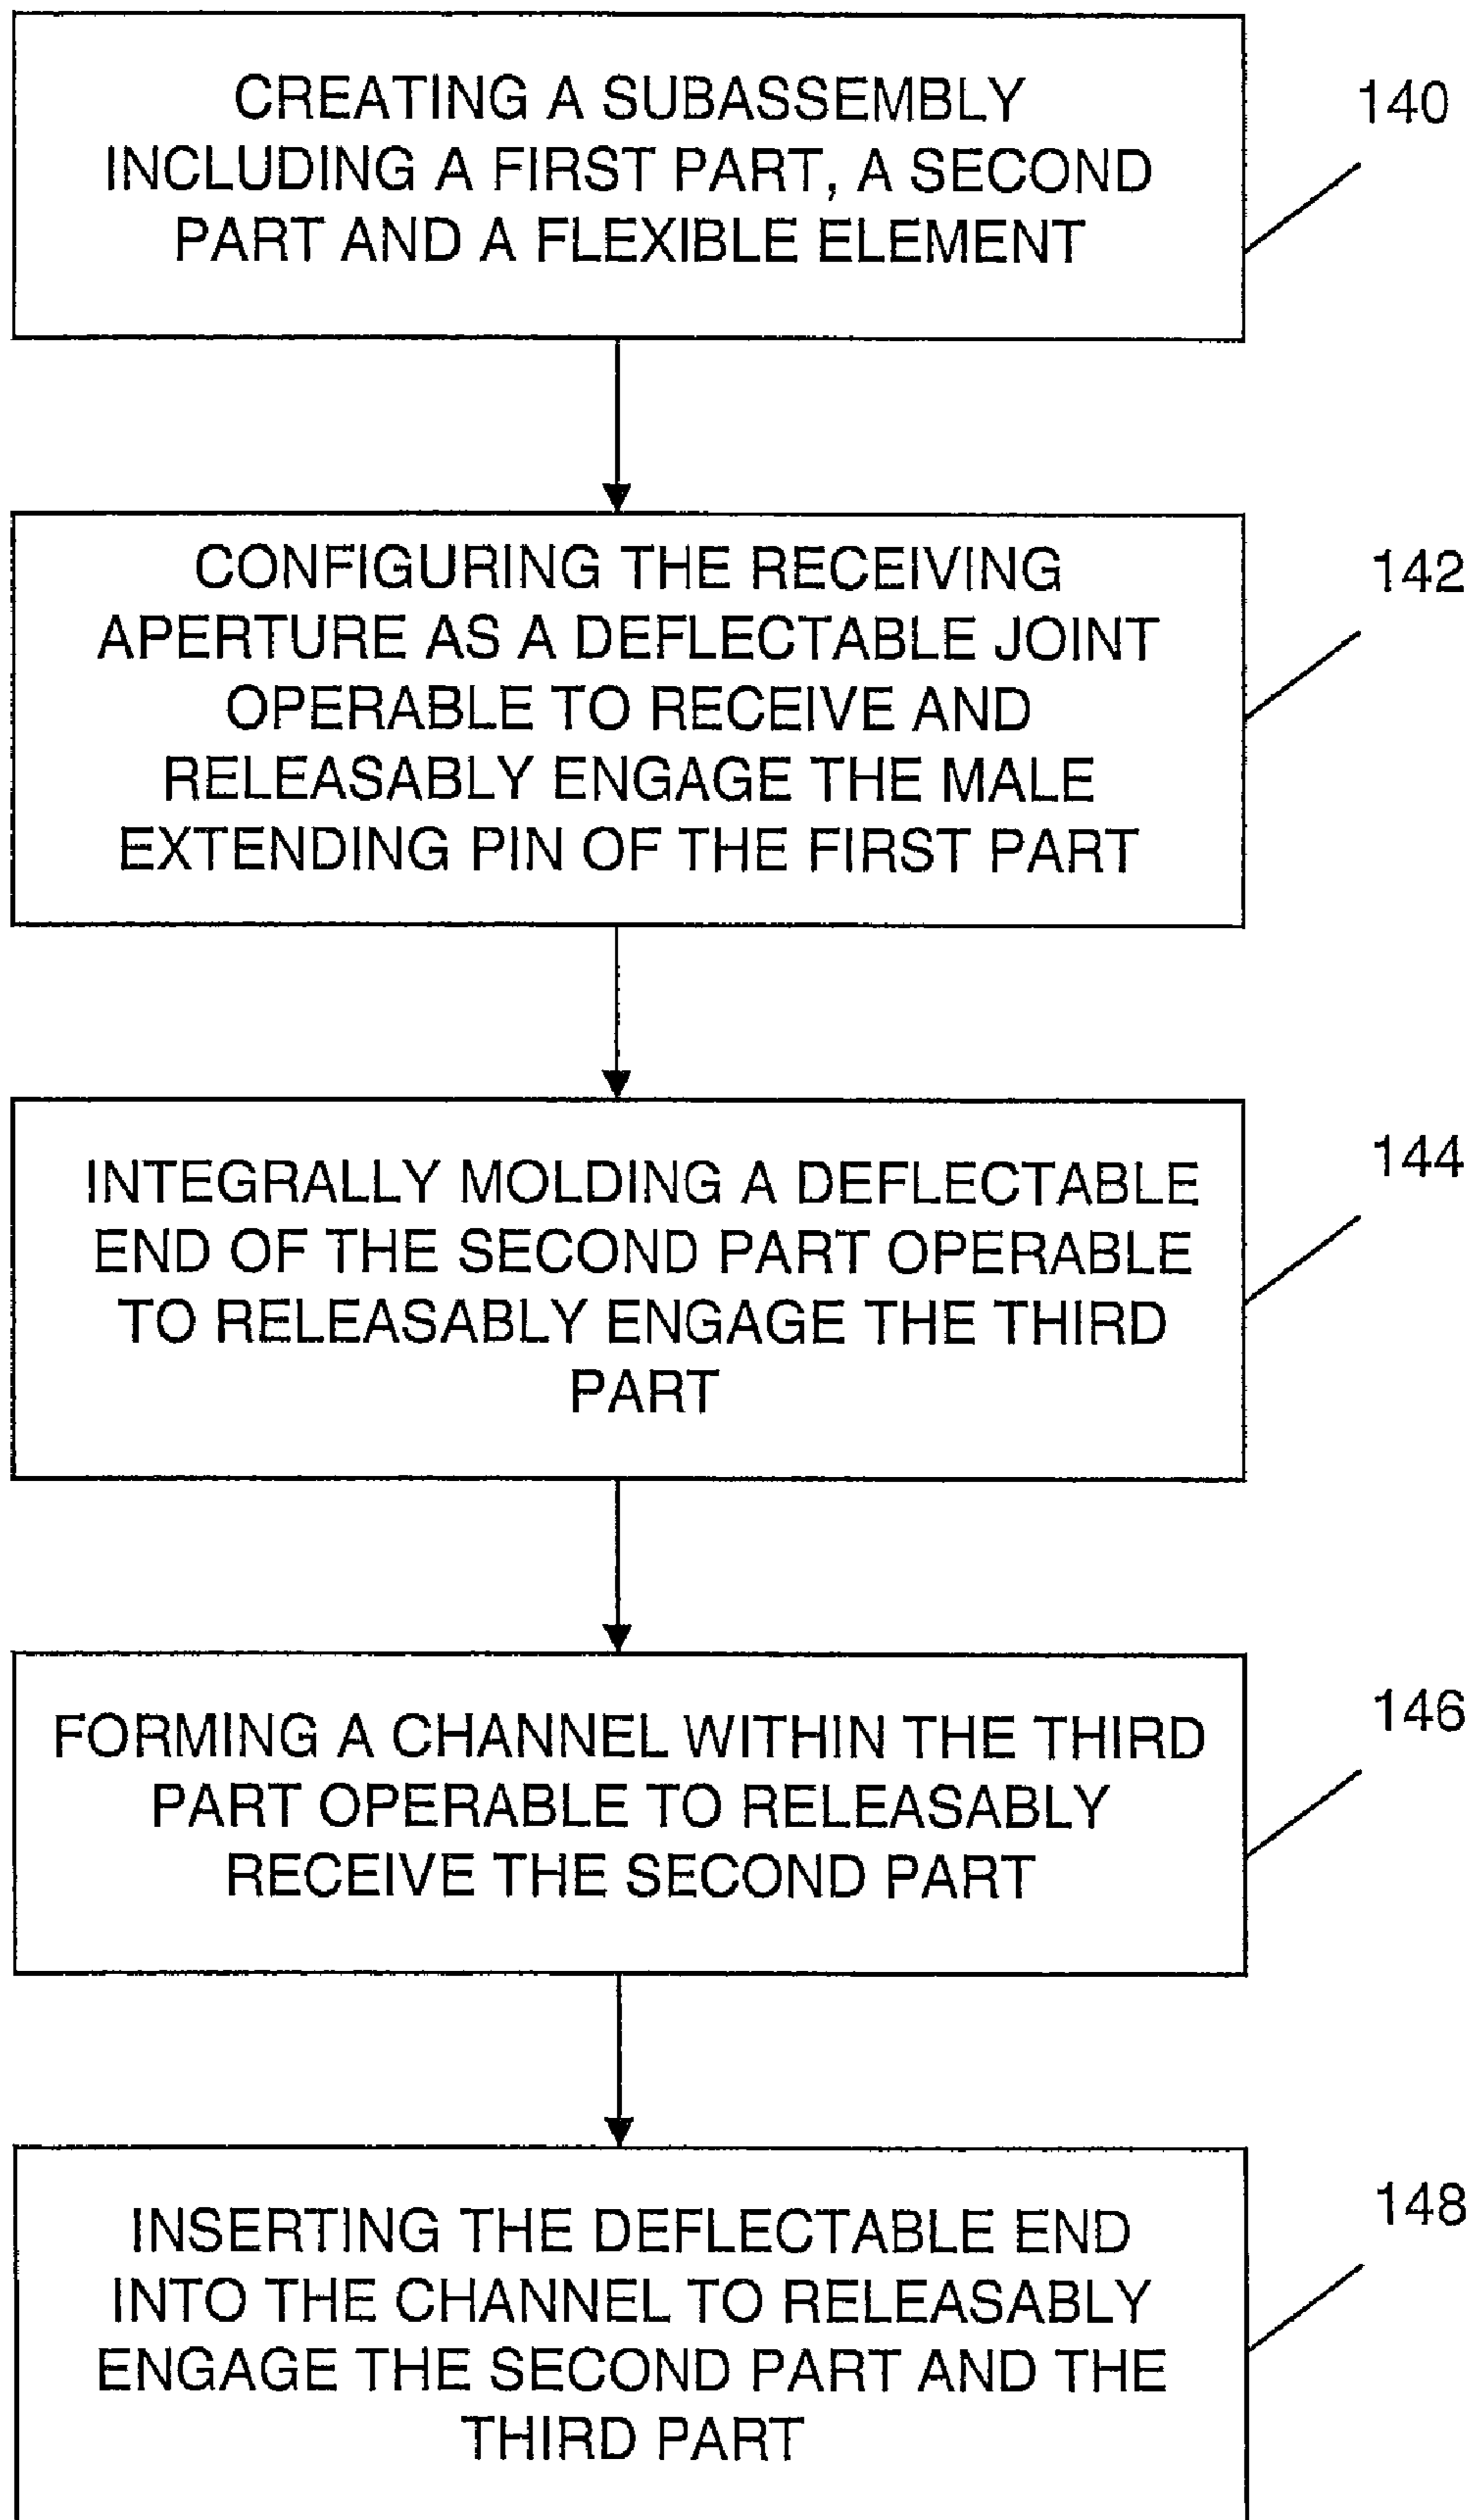 CREATING A SUBASSEMBLY
INCLUDING A FIRST PART, A SECOND
PART AND A FLEXIBLE ELEMENT
140
CONFIGURING THE RECEIVING
APERTURE AS A DEFLECTABLE JOINT
OPERABLE TO RECEIVE AND
RELEASABLY ENGAGE THE MALE
EXTENDING PIN OF THE FIRST PART
142
INTEGRALLY MOLDING A DEFLECTABLE
END OF THE SECOND PART OPERABLE
TO RELEASABLY ENGAGE THE THIRD
PART
144
FORMING A CHANNEL WITHIN THE THIRD
PART OPERABLE TO RELEASABLY
RECEIVE THE SECOND PART
146
INSERTING THE DEFLECTABLE END
INTO THE CHANNEL TO RELEASABLY
ENGAGE THE SECOND PART AND THE
THIRD PART
148